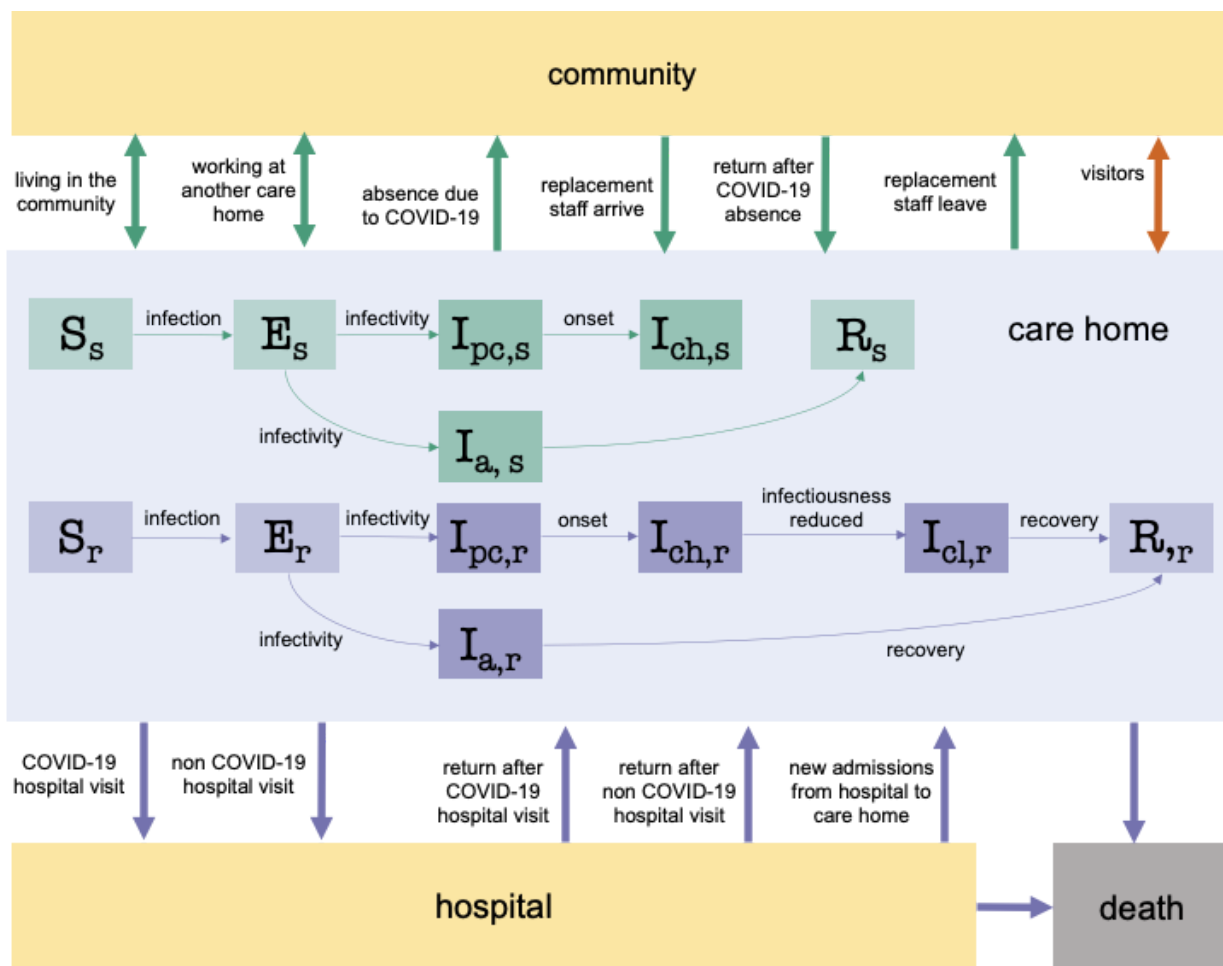 community
living in the
community
working at
another care
home
absence due
to COVID-19
replacement
staff arrive
return after
COVID-19
absence
replacement
staff leave
visitors
care home
S_s
infection
E_s
infectivity
I_pc,s
onset
I_ch,s
R_s
infectivity
I_a, s
S_r
infection
E_r
infectivity
I_pc,r
onset
I_ch,r
infectiousness
reduced
I_cl,r
recovery
R,_r
infectivity
I_a,r
recovery
COVID-19
hospital visit
non COVID-19
hospital visit
return after
COVID-19
hospital visit
return after
non COVID-19
hospital visit
new admissions
from hospital to
care home
hospital
death